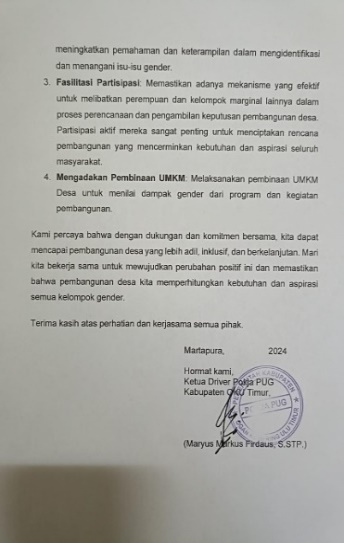 meningkatkan pemahaman dan keterampilan dalam mengidentifikasi
dan menangani isu-isu gender.
3. Fasilitasi Partisipasi: Memastikan adanya mekanisme yang efektif
untuk melibatkan perempuan dan kelompok marginal lainnya dalam
proses perencanaan dan pengambilan keputusan pembangunan desa.
Partisipasi aktif mereka sangat penting untuk menciptakan rencana
pembangunan yang mencerminkan kebutuhan dan aspirasi seluruh
masyarakat.
4. Mengadakan Pembinaan UMKM: Melaksanakan pembinaan UMKM
Desa untuk menilai dampak gender dari program dan kegiatan
pembangunan.
Kami percaya bahwa dengan dukungan dan komitmen bersama, kita dapat
mencapai pembangunan desa yang lebih adil, inklusif, dan berkelanjutan. Mari
kita bekerja sama untuk mewujudkan perubahan positif ini dan memastikan
bahwa pembangunan desa kita memperhitungkan kebutuhan dan aspirasi
semua kelompok gender.
Terima kasih atas perhatian dan kerjasama semua pihak.
Martapura, 2024
Hormat kami,
Ketua Driver Pokja PUG
Kabupaten OKU Timur,
PUG
(Maryus Markus Firdaus, S.STP.)